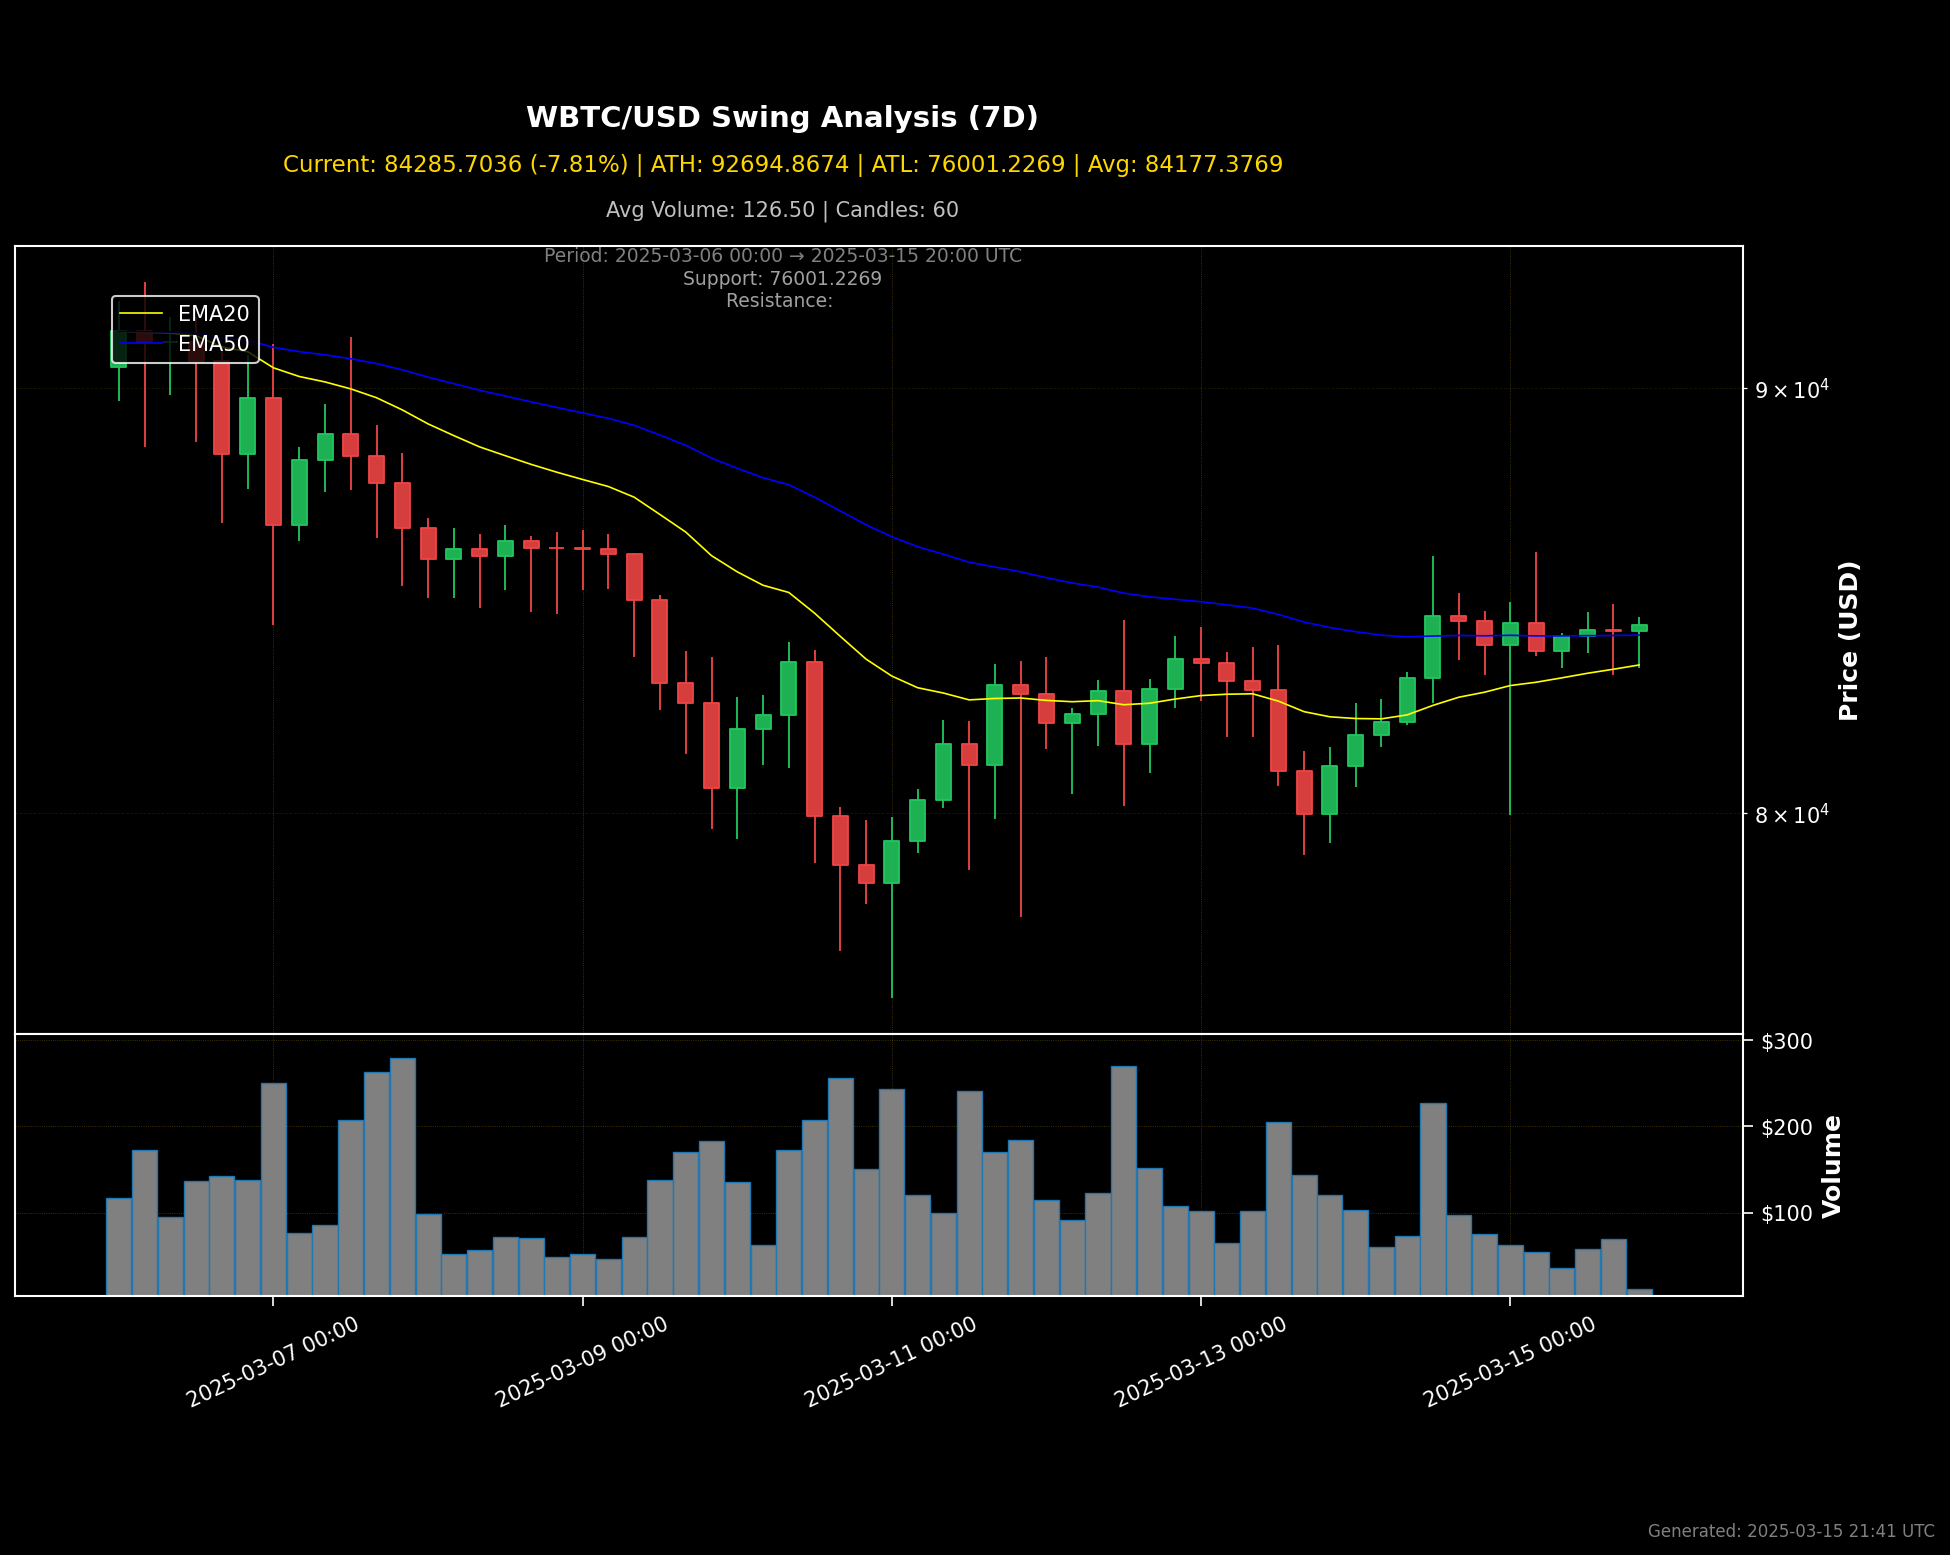 WBTC/USD Swing Analysis (7D)
Current: 84285.7036 (-7.81%) | ATH: 92694.8674 | ATL: 76001.2269 | Avg: 84177.3769
Avg Volume: 126.50 | Candles: 60
Period: 2025-03-06 00:00 → 2025-03-15 20:00 UTC
Support: 76001.2269
Resistance:
EMA20
EMA50
9 × 10⁴
8 × 10⁴
Price (USD)
$300
$200
$100
Volume
2025-03-07 00:00
2025-03-09 00:00
2025-03-11 00:00
2025-03-13 00:00
2025-03-15 00:00
Generated: 2025-03-15 21:41 UTC